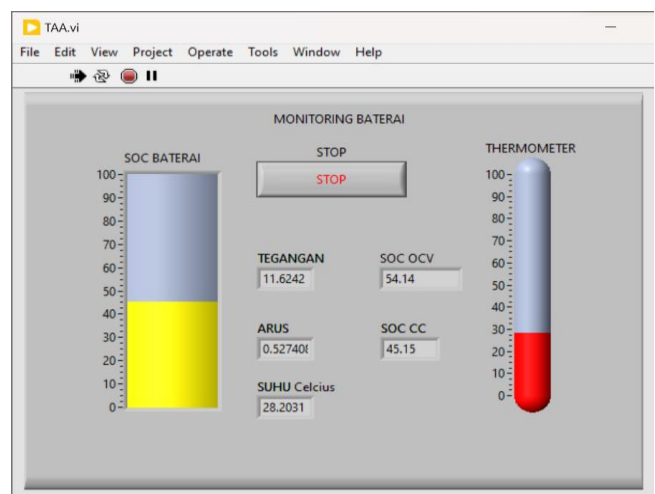 TAA.vi
File Edit View Project Operate Tools Window Help
MONITORING BATERAI
SOC BATERAI
100
90
80
70
60
50
40
30
20
10
0
STOP
STOP
TEGANGAN
11.6242
SOC OCV
54.14
ARUS
0.527408
SOC CC
45.15
SUHU Celcius
28.2031
THERMOMETER
100
90
80
70
60
50
40
30
20
10
0